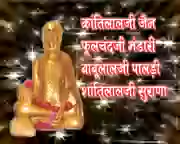 क्रांतिलालजी जैन
फुलचंदजी भंडारी
बाबुलालजी पालड़ी
शांतिलालजी सुराणा